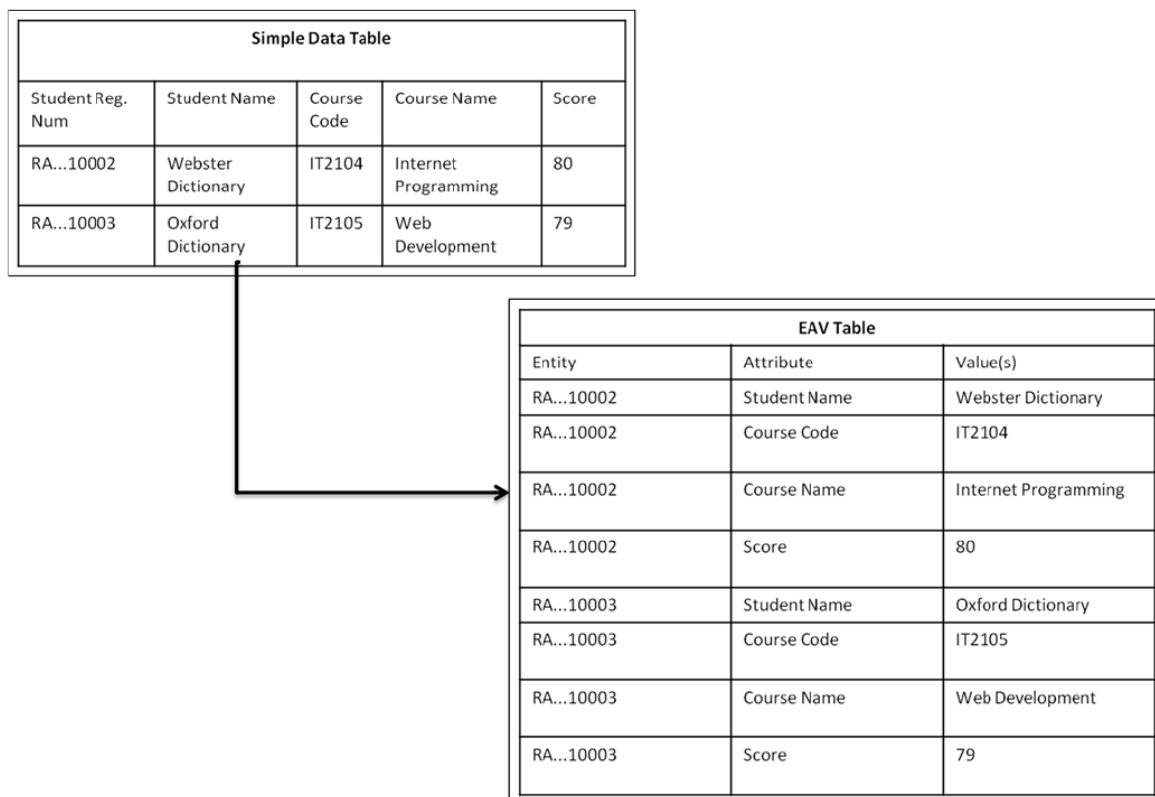 Simple Data Table
Student Reg. Num Student Name Course Code Course Name Score
RA...10002 Webster Dictionary IT2104 Internet Programming 80
RA...10003 Oxford Dictionary IT2105 Web Development 79
EAV Table
Entity Attribute Value(s)
RA...10002 Student Name Webster Dictionary
RA...10002 Course Code IT2104
RA...10002 Course Name Internet Programming
RA...10002 Score 80
RA...10003 Student Name Oxford Dictionary
RA...10003 Course Code IT2105
RA...10003 Course Name Web Development
RA...10003 Score 79